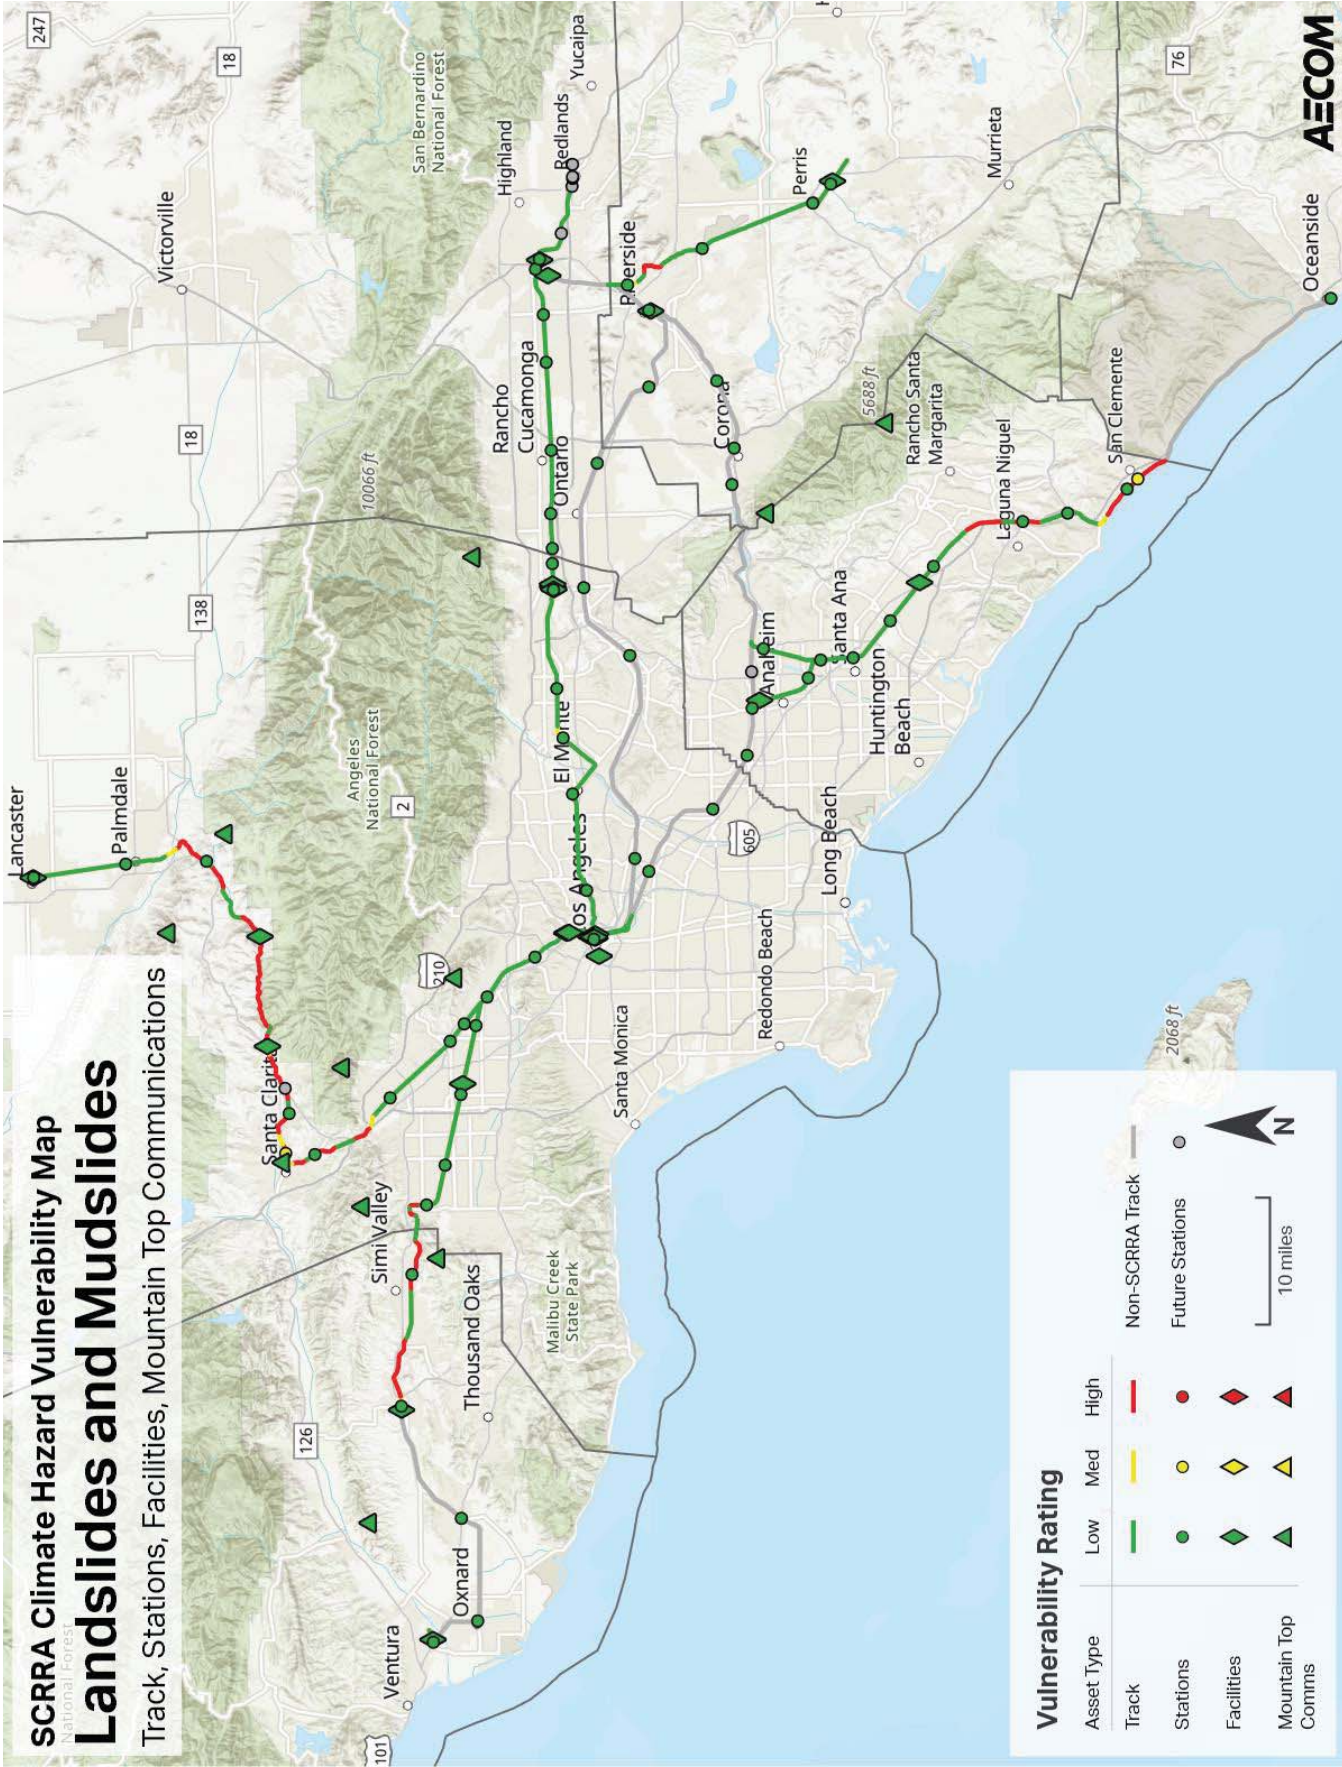 SCRRA Climate Hazard Vulnerability Map
National Forest
Landslides and Mudslides
Track, Stations, Facilities, Mountain Top Communications
Lancaster
Palmdale
138
18
Victorville
18
247
Santa Clarita
Angeles
National Forest
2
10066 ft
San Bernardino
National Forest
126
210
Simi Valley
Ventura
101
Oxnard
Thousand Oaks
Malibu Creek
State Park
Santa Monica
Los Angeles
El Monte
Ontario
Rancho
Cucamonga
Highland
Redlands
Yucaipa
Riverside
Perris
Corona
605
Redondo Beach
Long Beach
Anaheim
Santa Ana
Huntington
Beach
5688 ft
Rancho Santa
Margarita
Laguna Niguel
San Clemente
Murrieta
76
Oceanside
2068 ft
Vulnerability Rating
Asset Type Low Med High
Track
Stations
Facilities
Mountain Top
Comms
Non-SCRRA Track
Future Stations
10 miles
N
AECOM